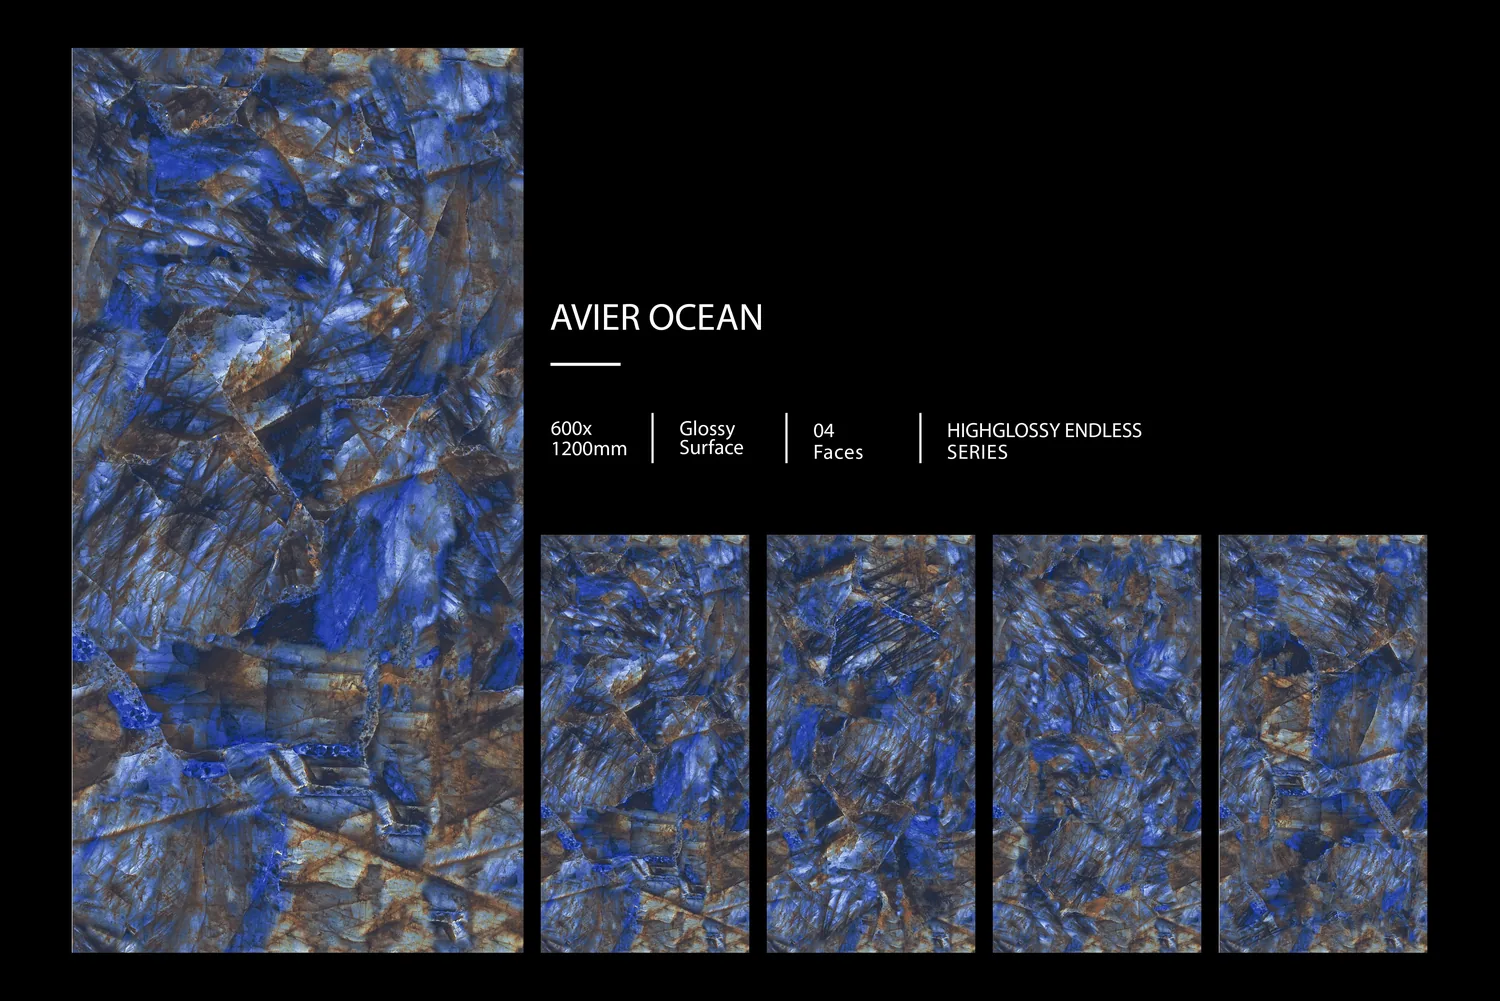 AVIER OCEAN
600x
1200mm
Glossy
Surface
04
Faces
HIGHGLOSSY ENDLESS
SERIES